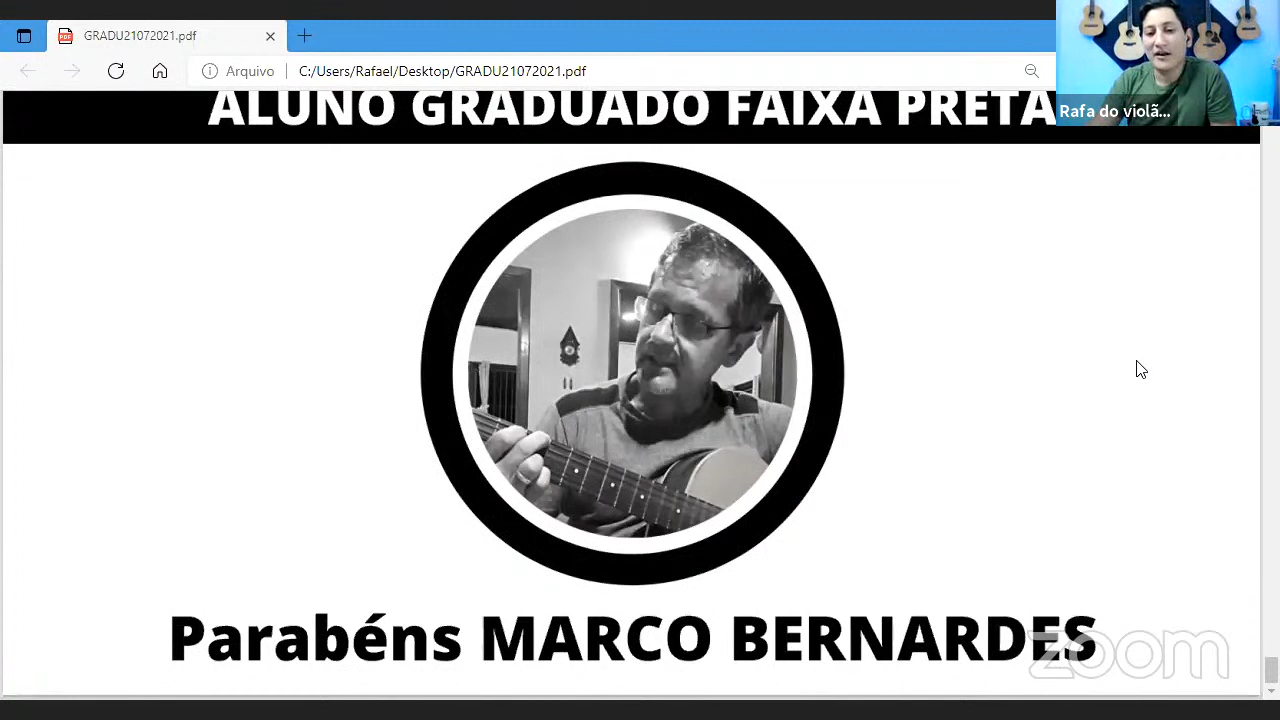 GRADU21072021.pdf
PDF
Arquivo
C:/Users/Rafael/Desktop/GRADU21072021.pdf
Rafa do violã...
ALUNO GRADUADO FAIXA PRETA
Parabéns MARCO BERNARDES
zoom